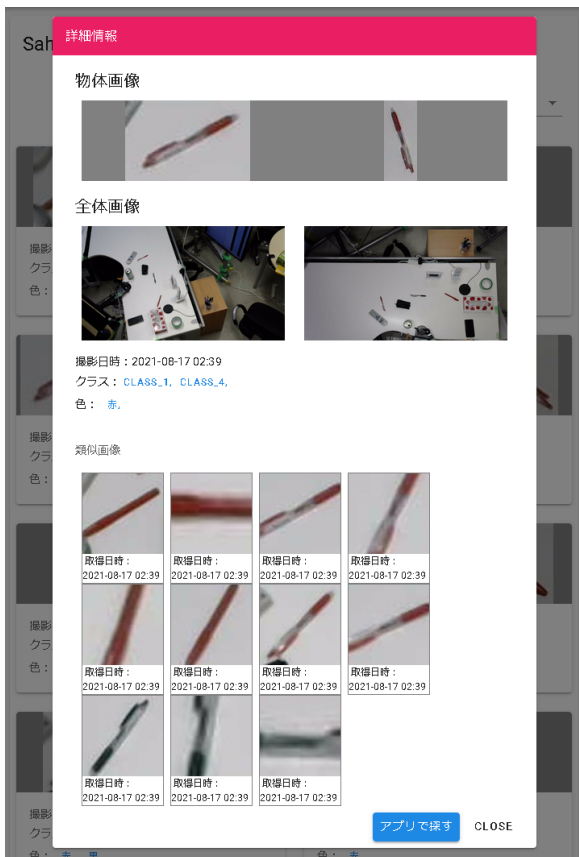 Sah
詳細情報
物体画像
全体画像
撮影日時：2021-08-17 02:39
クラス： CLASS_1, CLASS_4,
色： 赤,
類似画像
取得日時：
2021-08-17 02:39
取得日時：
2021-08-17 02:39
取得日時：
2021-08-17 02:39
取得日時：
2021-08-17 02:39
取得日時：
2021-08-17 02:39
取得日時：
2021-08-17 02:39
取得日時：
2021-08-17 02:39
取得日時：
2021-08-17 02:39
取得日時：
2021-08-17 02:39
取得日時：
2021-08-17 02:39
取得日時：
2021-08-17 02:39
アプリで探す CLOSE
撮影
クラ
色：
撮影
クラ
色：
撮影
クラ
色：
撮影
クラ
色： 赤, 黒,
色： 赤,